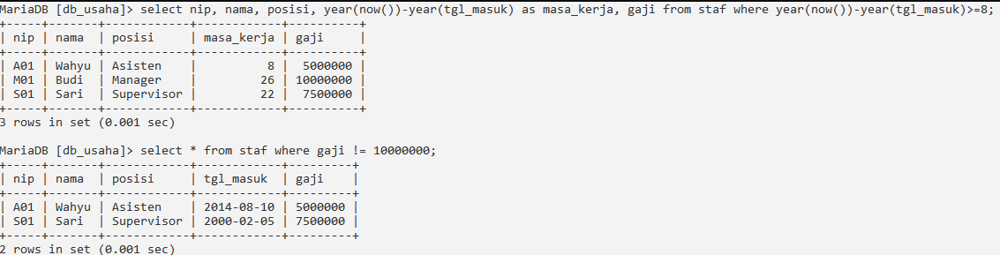 MariaDB [db_usaha]> select nip, nama, posisi, year(now())-year(tgl_masuk) as masa_kerja, gaji from staf where year(now())-year(tgl_masuk)>=8;
+-----+-------+------------+------------+----------+
| nip | nama  | posisi     | masa_kerja | gaji     |
+-----+-------+------------+------------+----------+
| A01 | Wahyu | Asisten    |          8 |  5000000 |
| M01 | Budi  | Manager    |         26 | 10000000 |
| S01 | Sari  | Supervisor |         22 |  7500000 |
+-----+-------+------------+------------+----------+
3 rows in set (0.001 sec)

MariaDB [db_usaha]> select * from staf where gaji != 10000000;
+-----+-------+------------+------------+---------+
| nip | nama  | posisi     | tgl_masuk  | gaji    |
+-----+-------+------------+------------+---------+
| A01 | Wahyu | Asisten    | 2014-08-10 | 5000000 |
| S01 | Sari  | Supervisor | 2000-02-05 | 7500000 |
+-----+-------+------------+------------+---------+
2 rows in set (0.001 sec)